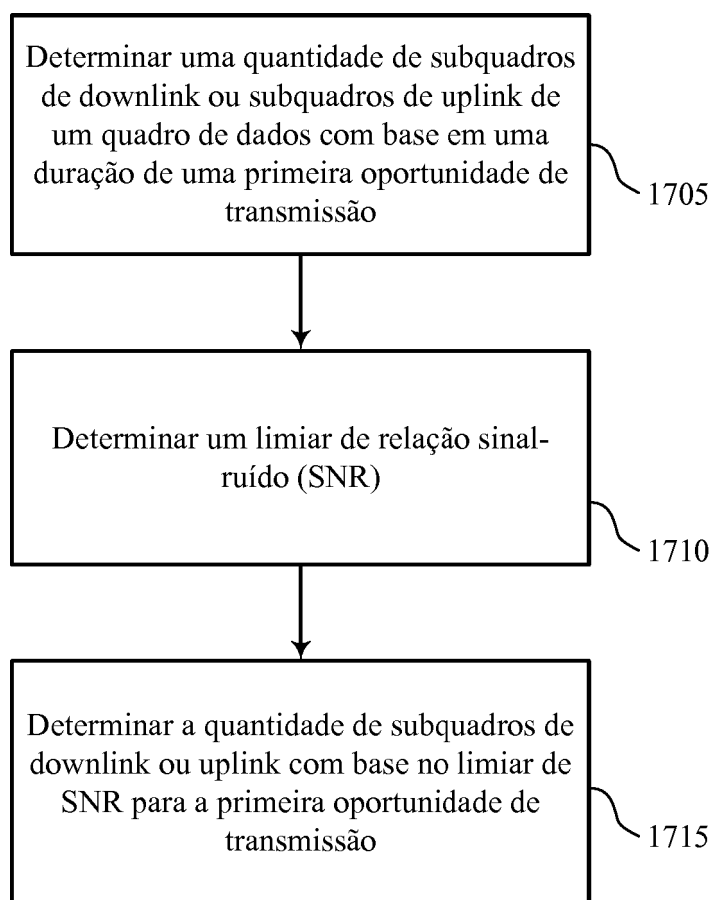 Determinar uma quantidade de subquadros
de downlink ou subquadros de uplink de
um quadro de dados com base em uma
duração de uma primeira oportunidade de
transmissão
1705
Determinar um limiar de relação sinal-
ruído (SNR)
1710
Determinar a quantidade de subquadros de
downlink ou uplink com base no limiar de
SNR para a primeira oportunidade de
transmissão
1715